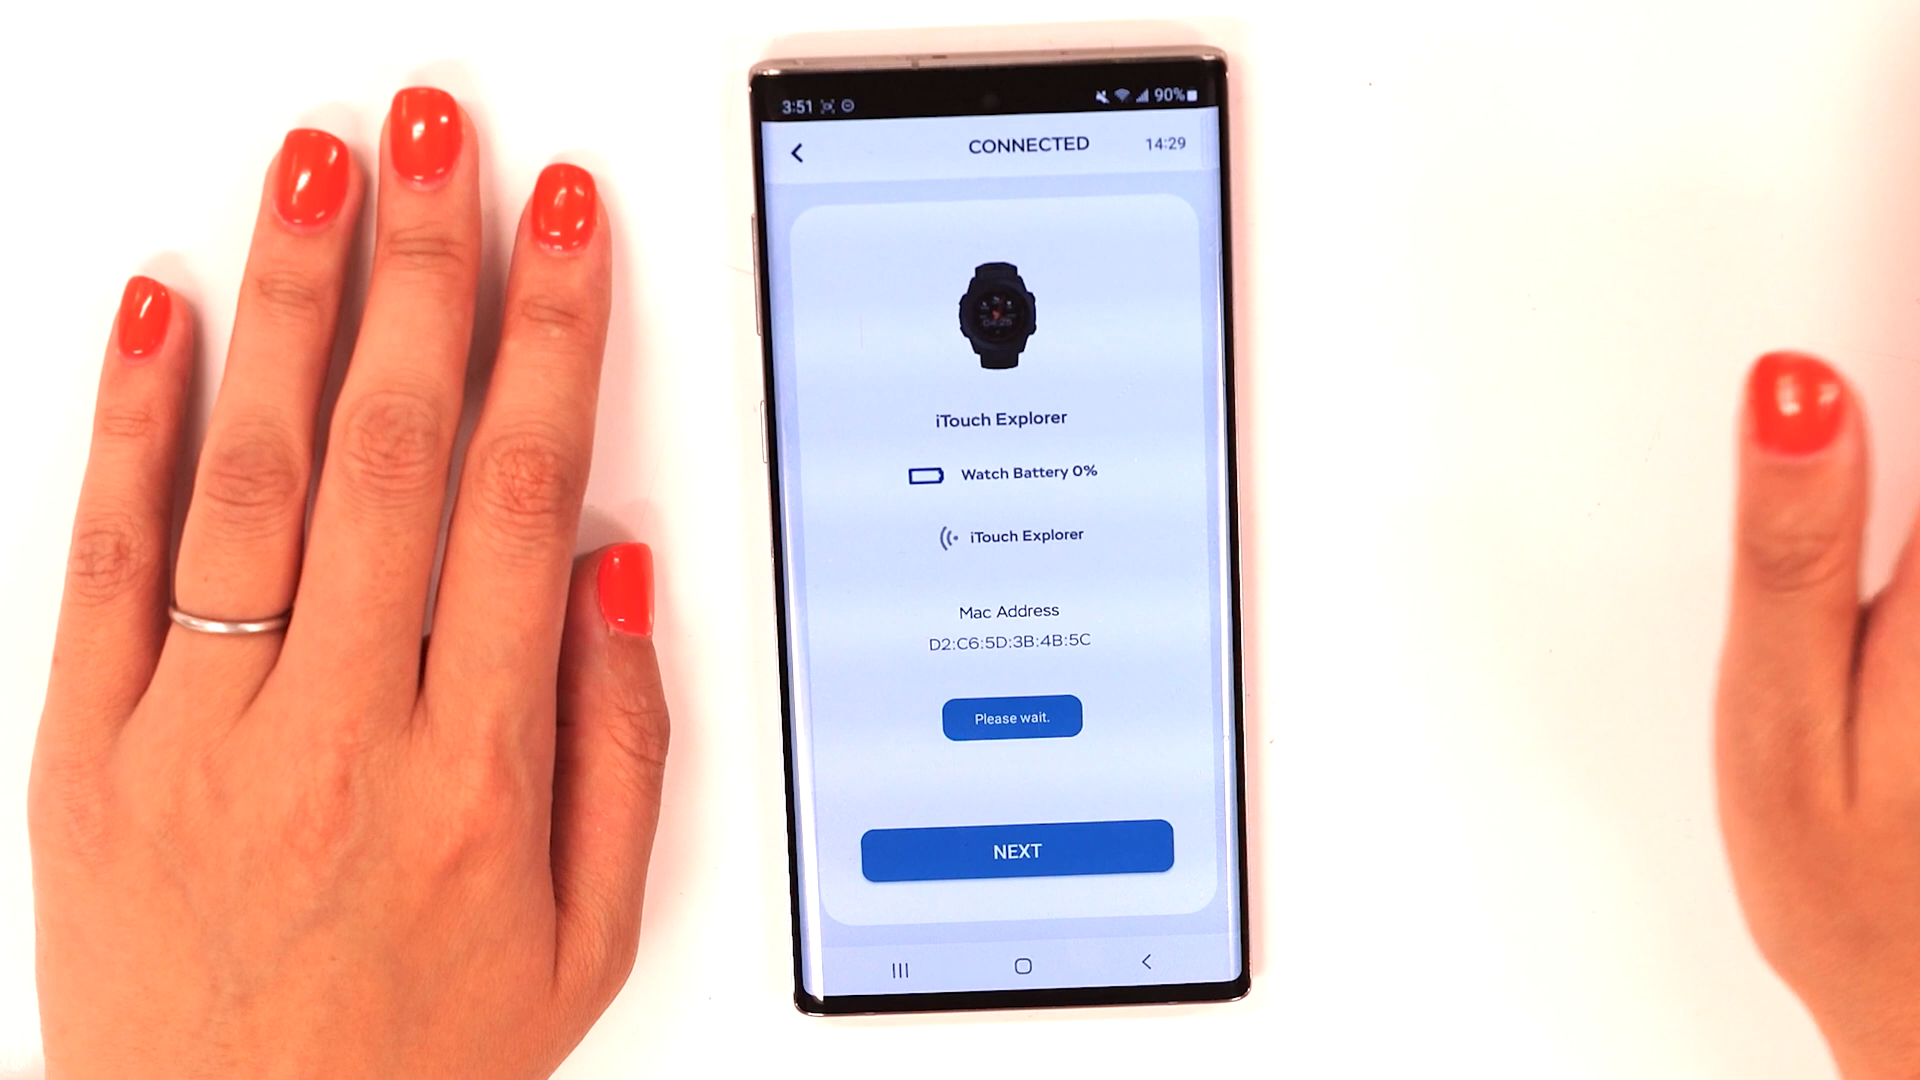 3:51 90%
CONNECTED 14:29
iTouch Explorer
Watch Battery 0%
iTouch Explorer
Mac Address
D2:C6:5D:3B:4B:5C
Please wait.
NEXT